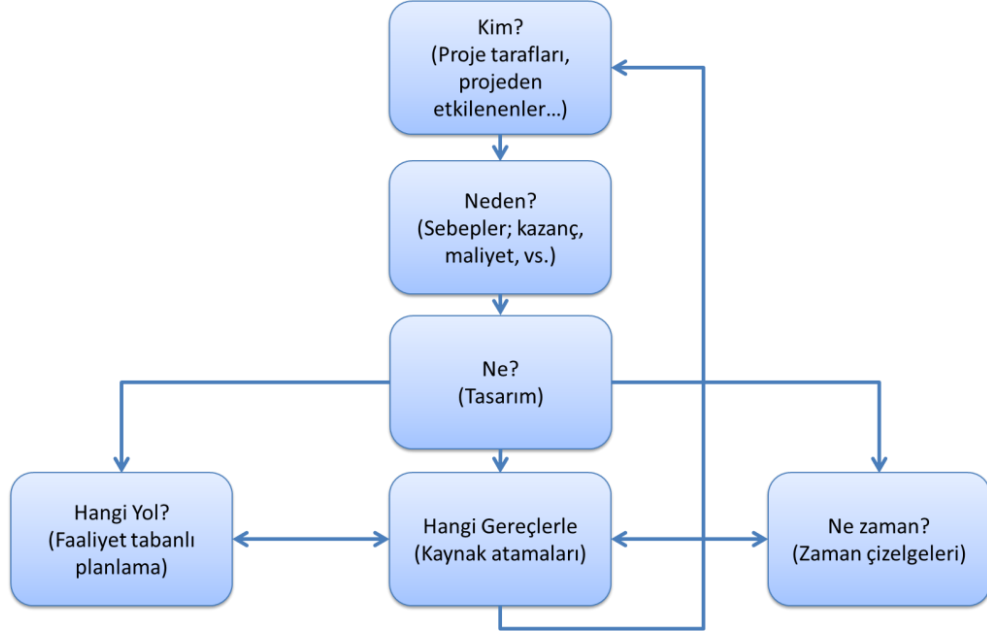 Kim?
(Proje tarafları,
projeden
etkilenenler…)
Neden?
(Sebepler; kazanç,
maliyet, vs.)
Ne?
(Tasarım)
Hangi Yol?
(Faaliyet tabanlı
planlama)
Hangi Gereçlerle
(Kaynak atamaları)
Ne zaman?
(Zaman çizelgeleri)